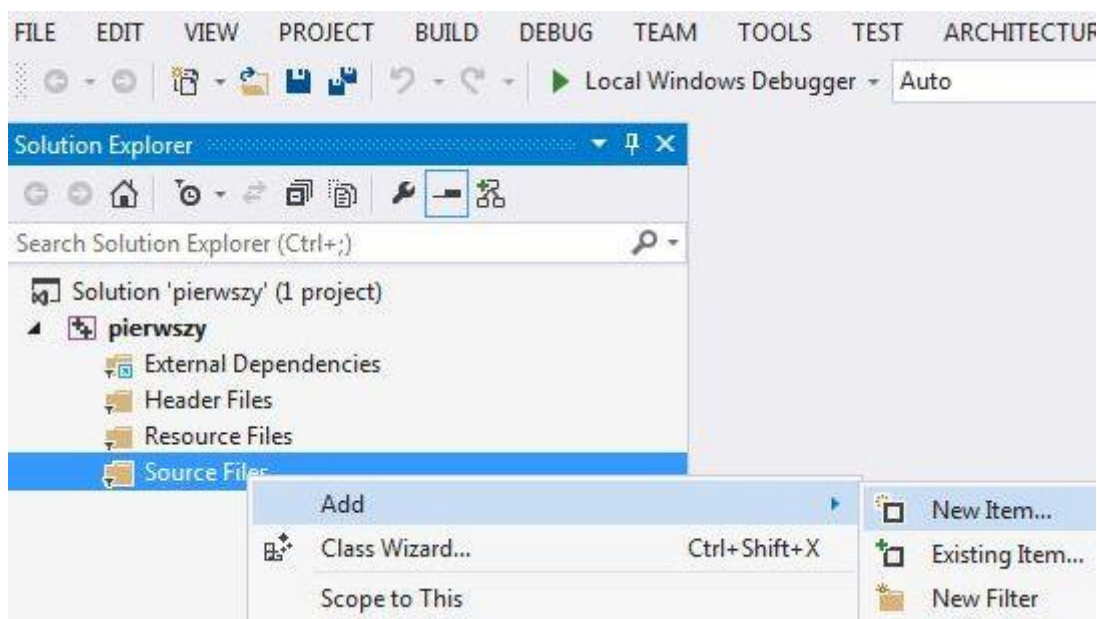 FILE EDIT VIEW PROJECT BUILD DEBUG TEAM TOOLS TEST ARCHITECTUR
Local Windows Debugger Auto
Solution Explorer
Search Solution Explorer (Ctrl+;)
Solution 'pierwszy' (1 project)
pierwszy
External Dependencies
Header Files
Resource Files
Source Files
Add
New Item...
Class Wizard... Ctrl+Shift+X
Existing Item...
Scope to This
New Filter